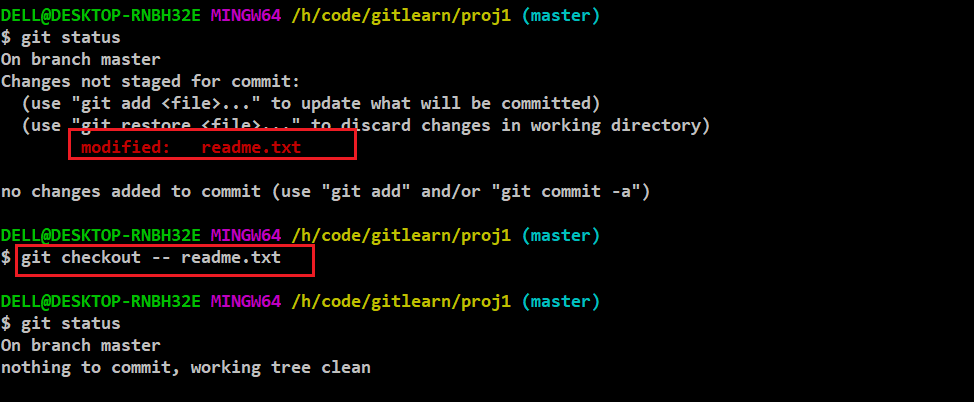 DELL@DESKTOP-RNBH32E MINGW64 /h/code/gitlearn/proj1 (master)
$ git status
On branch master
Changes not staged for commit:
  (use "git add <file>..." to update what will be committed)
  (use "git restore <file>..." to discard changes in working directory)
        modified:   readme.txt

no changes added to commit (use "git add" and/or "git commit -a")

DELL@DESKTOP-RNBH32E MINGW64 /h/code/gitlearn/proj1 (master)
$ git checkout -- readme.txt

DELL@DESKTOP-RNBH32E MINGW64 /h/code/gitlearn/proj1 (master)
$ git status
On branch master
nothing to commit, working tree clean